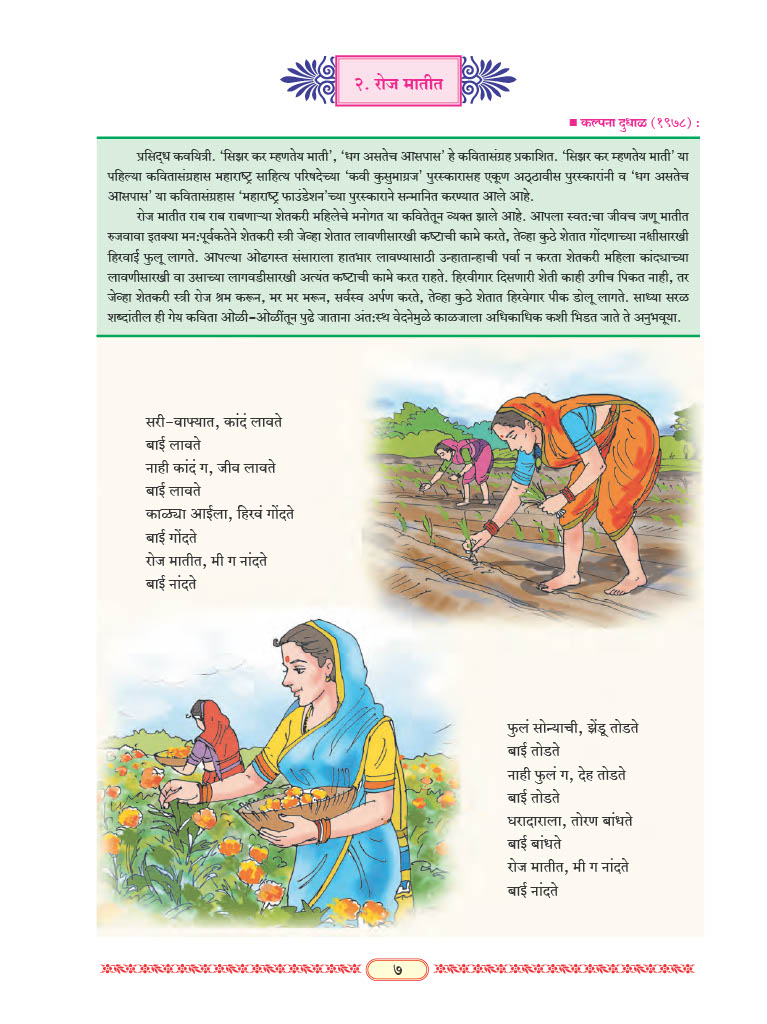 २. रोज मातीत
■ कल्पना दुधाळ (१९७८) :
प्रसिद्ध कवयित्री. ‘सिझर कर म्हणतेय माती’, ‘धग असतेच आसपास’ हे कवितासंग्रह प्रकाशित. ‘सिझर कर म्हणतेय माती’ या
पहिल्या कवितासंग्रहास महाराष्ट्र साहित्य परिषदेच्या ‘कवी कुसुमाग्रज’ पुरस्कारासह एकूण अठ्ठावीस पुरस्कारांनी व ‘धग असतेच
आसपास’ या कवितासंग्रहास ‘महाराष्ट्र फाउंडेशन’च्या पुरस्काराने सन्मानित करण्यात आले आहे.
रोज मातीत राब राब राबणाऱ्या शेतकरी महिलेचे मनोगत या कवितेतून व्यक्त झाले आहे. आपला स्वत:चा जीवच जणू मातीत
रुजवावा इतक्या मन:पूर्वकतेने शेतकरी स्त्री जेव्हा शेतात लावणीसारखी कष्टाची कामे करते, तेव्हा कुठे शेतात गोंदणाच्या नक्षीसारखी
हिरवाई फुलू लागते. आपल्या ओढगस्त संसाराला हातभार लावण्यासाठी उन्हातान्हाची पर्वा न करता शेतकरी महिला कांद्याच्या
लावणीसारखी वा उसाच्या लागवडीसारखी अत्यंत कष्टाची कामे करत राहते. हिरवीगार दिसणारी शेती काही उगीच पिकत नाही, तर
जेव्हा शेतकरी स्त्री रोज श्रम करून, भर भर मरून, सर्वस्व अर्पण करते, तेव्हा कुठे शेतात हिरवेगार पीक डोलू लागते. साध्या सरळ
शब्दांतील ही गेय कविता ओळी-ओळींतून पुढे जाताना अंत:स्थ वेदनेमुळे काळजाला अधिकाधिक कशी भिडत जाते ते अनुभवूया.
सरी-वाफ्यात, कांदं लावते
बाई लावते
नाही कांदं ग, जीव लावते
बाई लावते
काळ्या आईला, हिरवं गोंदते
बाई गोंदते
रोज मातीत, मी ग नांदते
बाई नांदते
फुलं सोन्याची, झेंडू तोडते
बाई तोडते
नाही फुलं ग, देह तोडते
बाई तोडते
घरादाराला, तोरण बांधते
बाई बांधते
रोज मातीत, मी ग नांदते
बाई नांदते
७